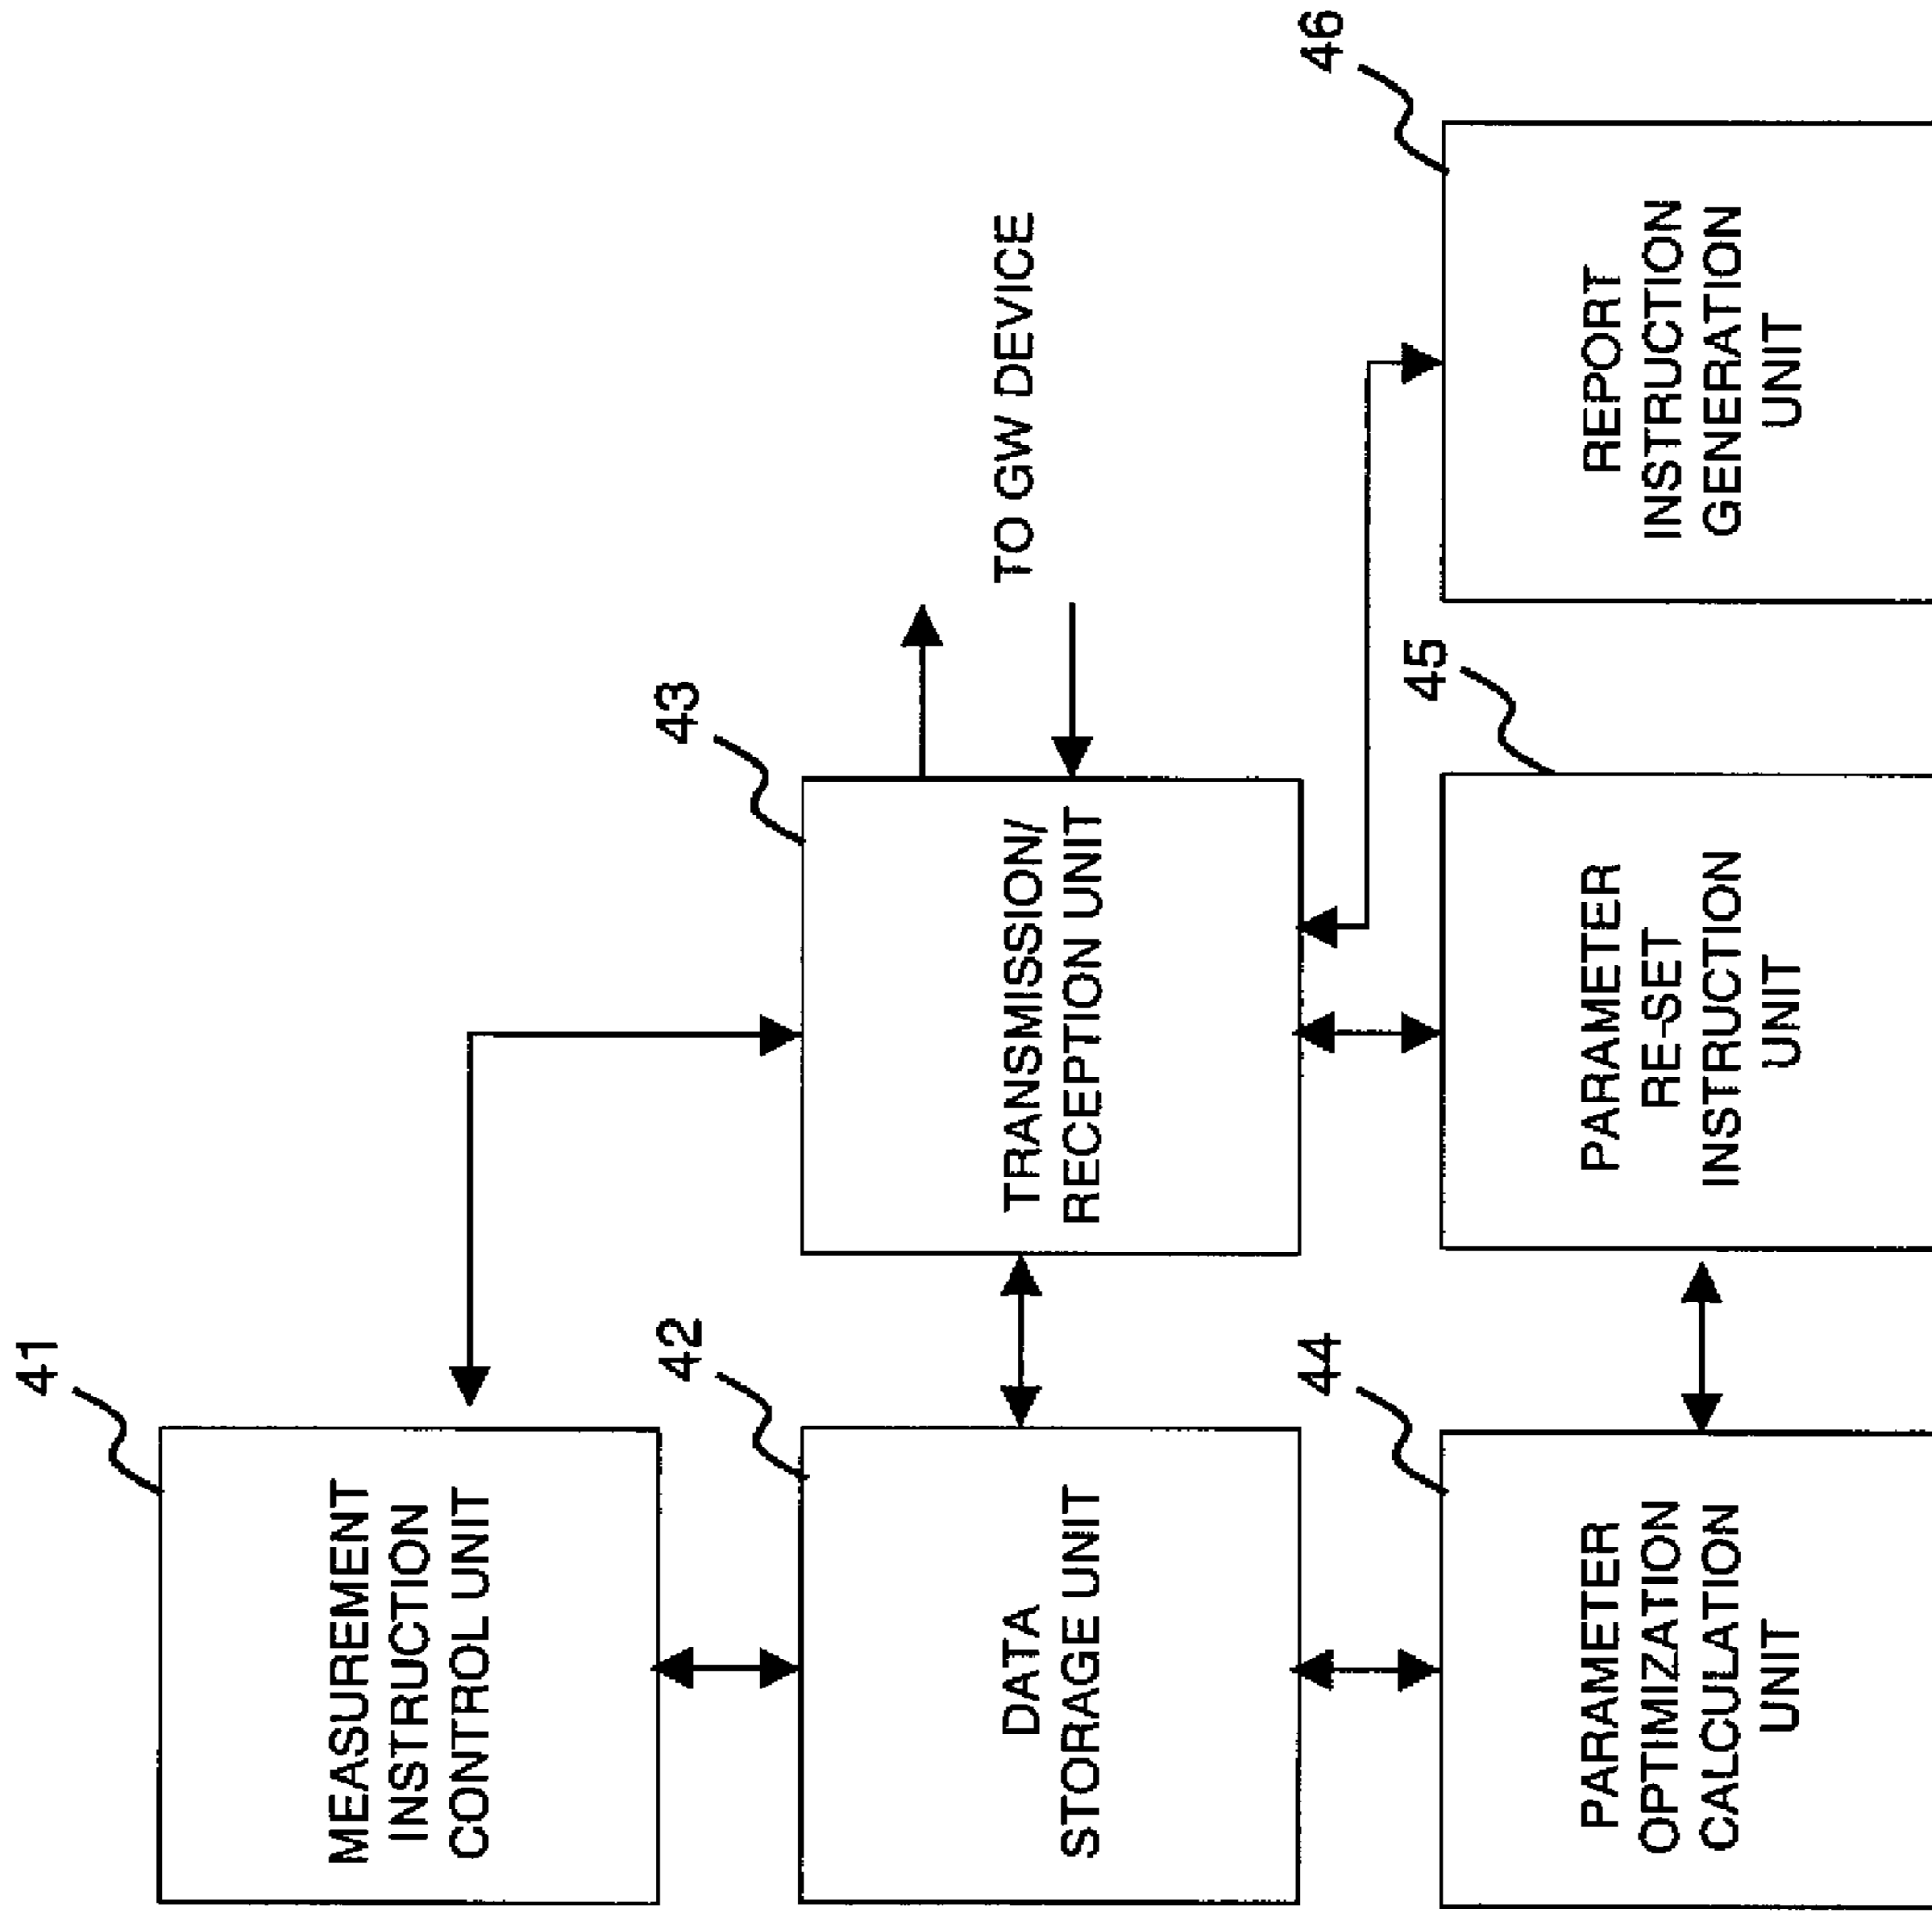 41
MEASUREMENT
INSTRUCTION
CONTROL UNIT
42
DATA
STORAGE UNIT
43
TRANSMISSION/
RECEPTION UNIT
TO GW DEVICE
44
PARAMETER
OPTIMIZATION
CALCULATION
UNIT
45
PARAMETER
RE-SET
INSTRUCTION
UNIT
46
REPORT
INSTRUCTION
GENERATION
UNIT